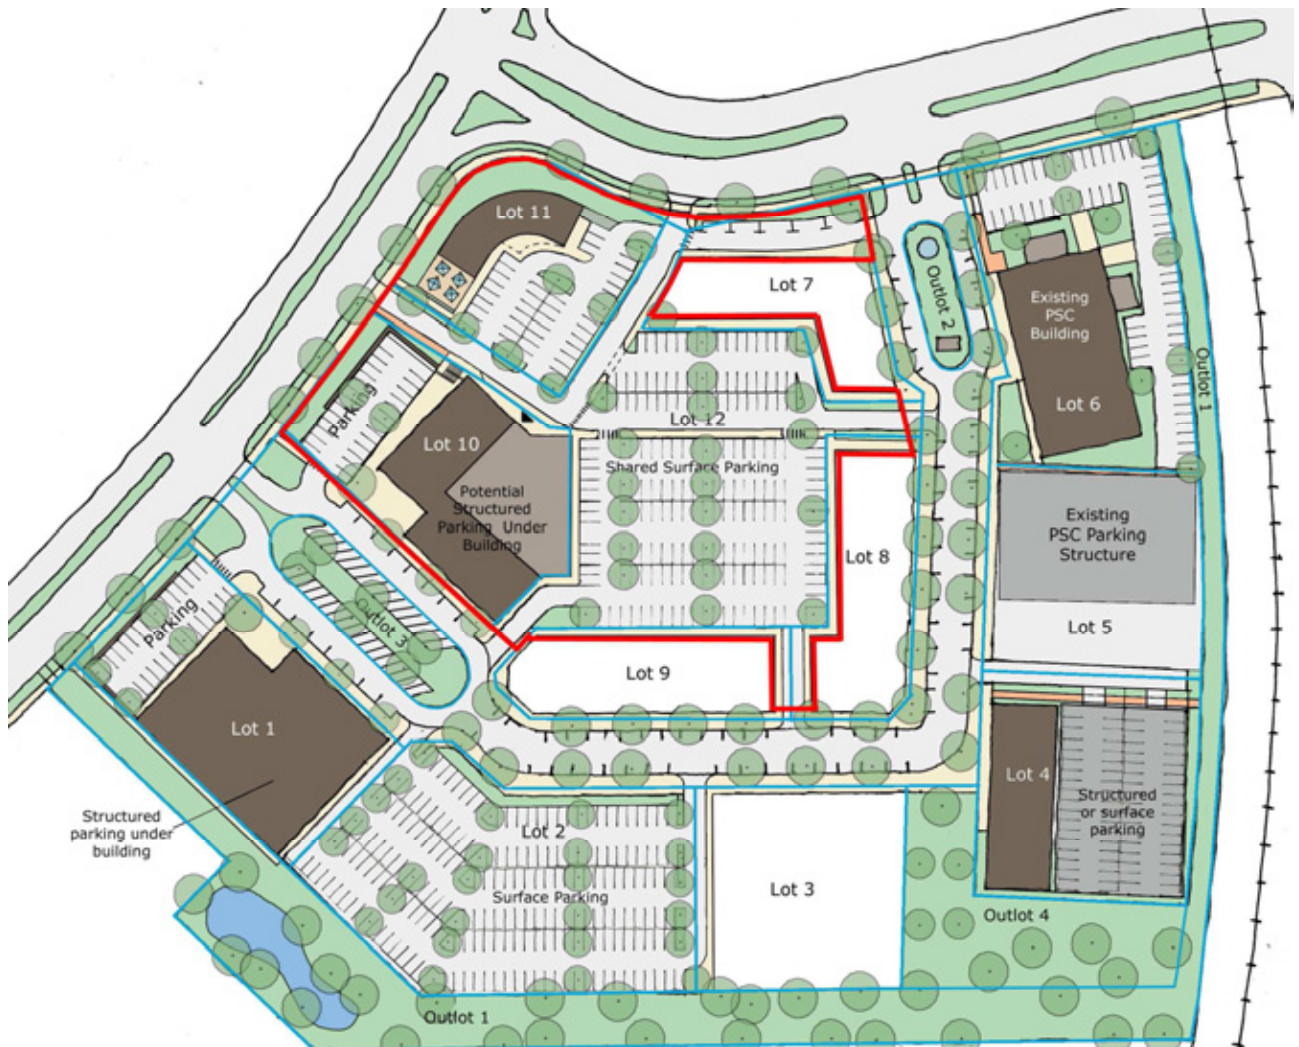 Lot 11
Lot 7
Outlot 2
Existing
PSC
Building
Outlot 1
Parking
Lot 6
Lot 12
Lot 10
Shared Surface Parking
Potential
Structured
Parking Under
Building
Existing
PSC Parking
Structure
Lot 8
Parking
Outlot 3
Lot 5
Lot 9
Lot 1
Lot 4
Structured
or surface
parking
Structured
parking under
building
Lot 2
Lot 3
Surface Parking
Outlot 4
Outlot 1